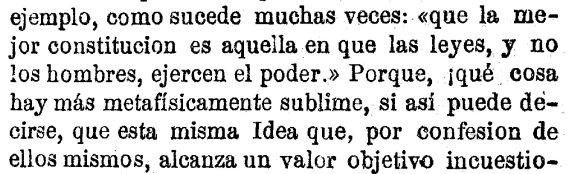 ejemplo, como sucede muchas veces: «que la me-
jor constitucion es aquella en que las leyes, y no
los hombres, ejercen el poder.» Porque, ¡qué cosa
hay más metafísicamente sublime, si así puede de-
cirse, que esta misma Idea que, por confesion de
ellos mismos, alcanza un valor objetivo incuestio-